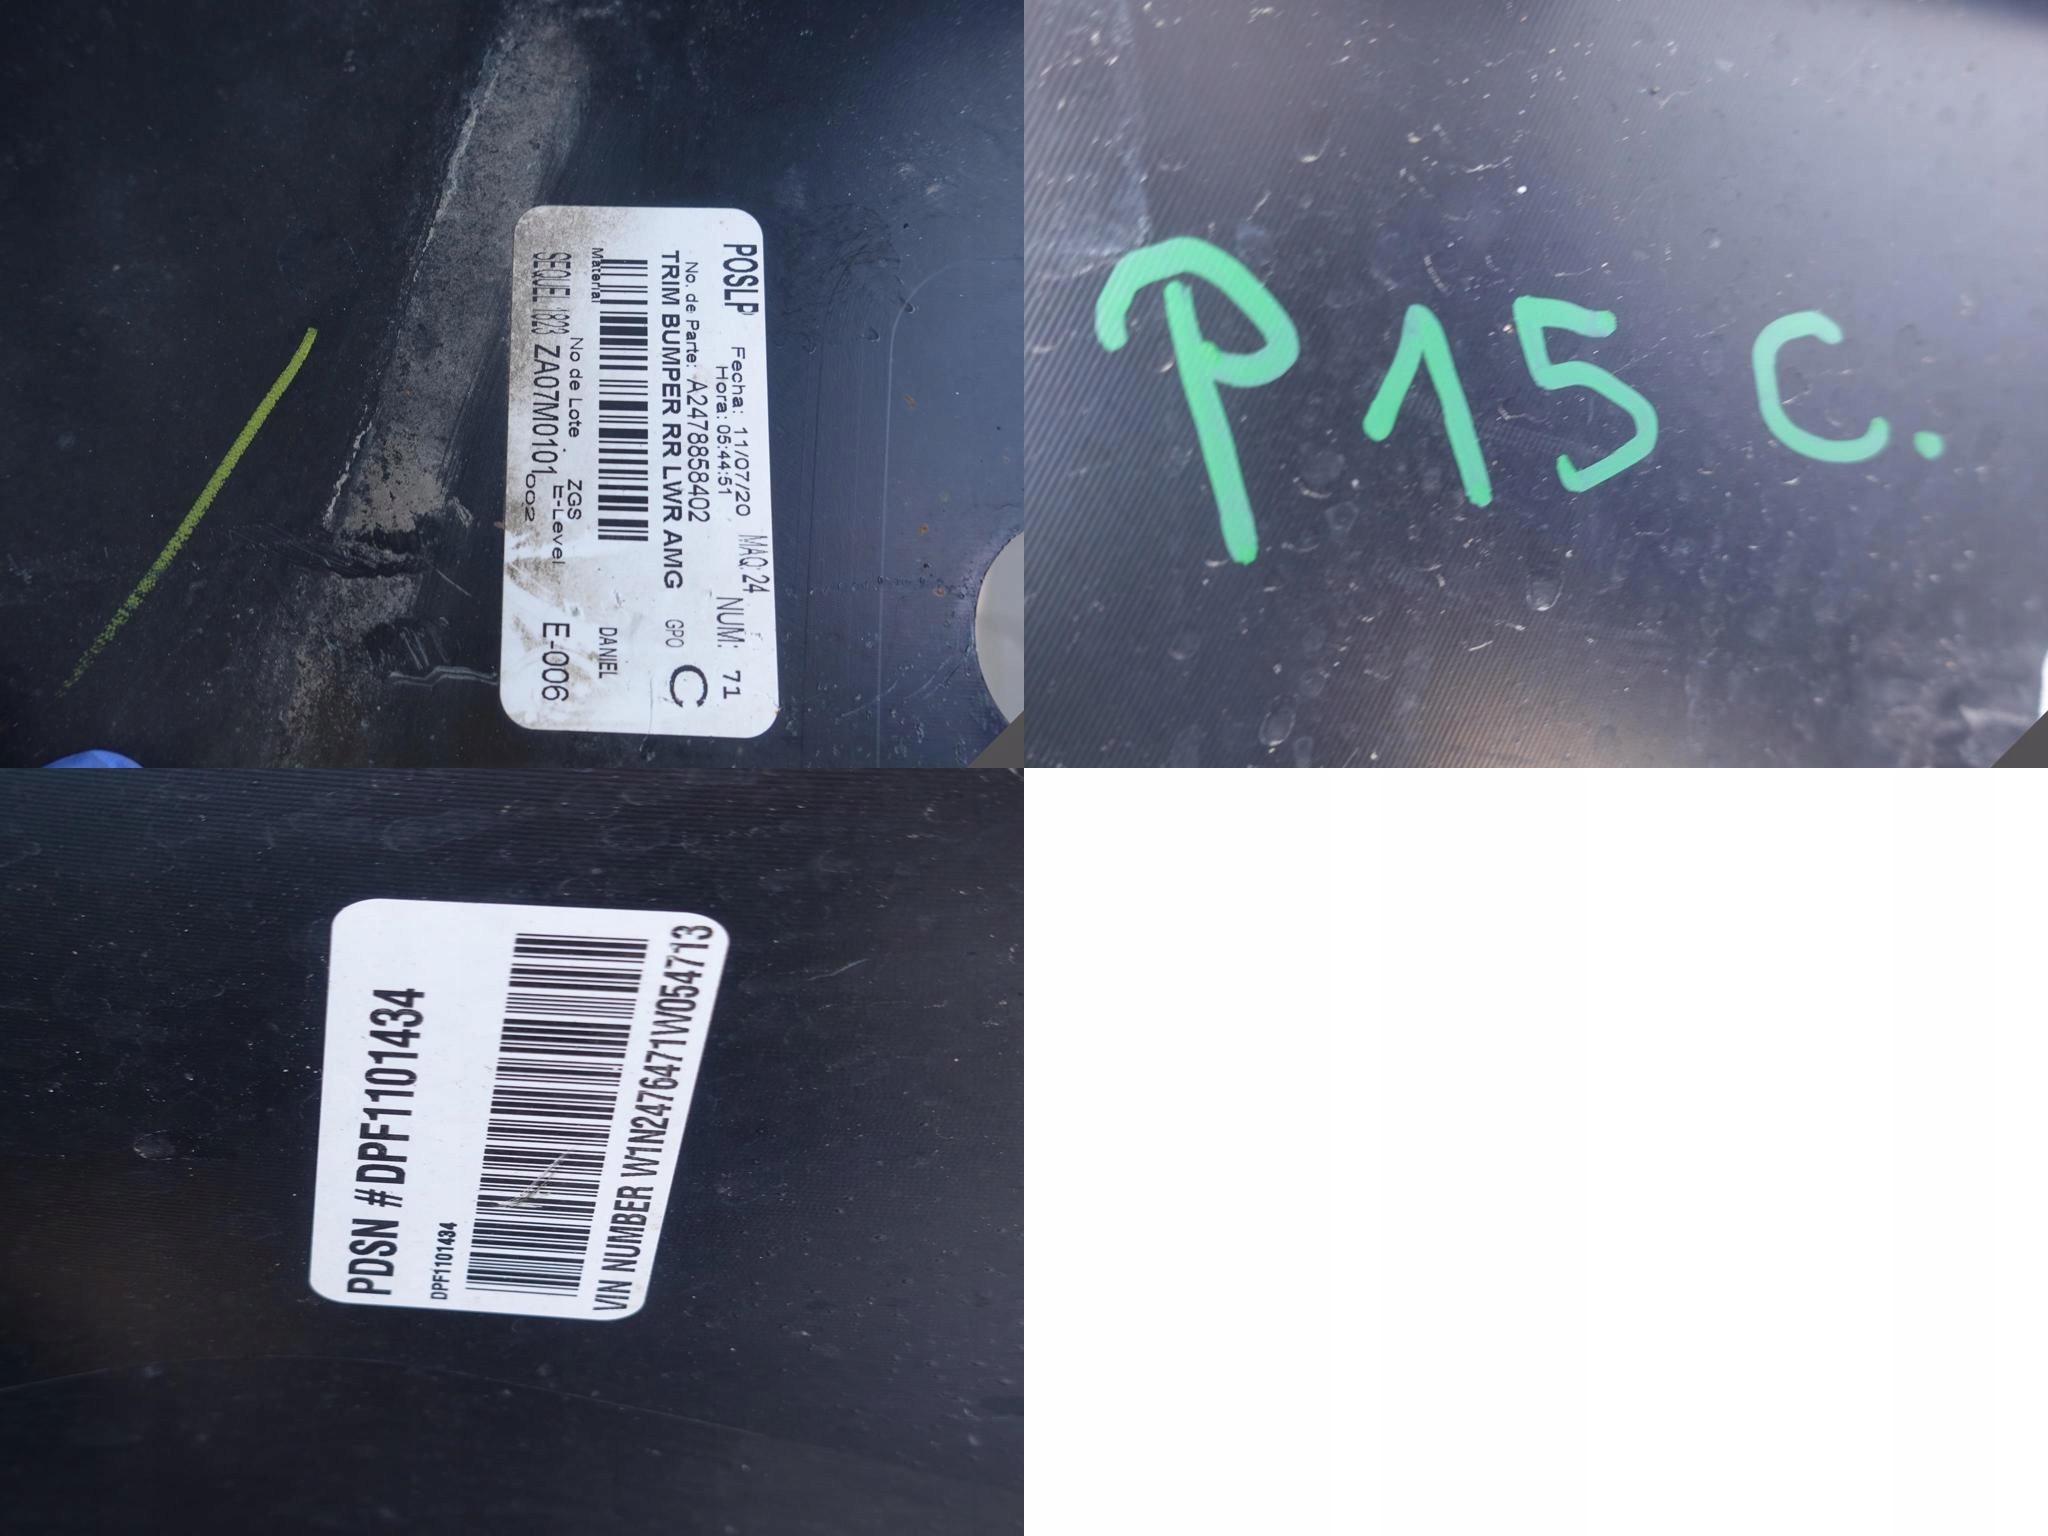 POSLP Fecha: 11/07/20 MAQ:24
Hora: 05:44:51 NUM: 71
No. de Parte: A2478858402
TRIM BUMPER RR LWR AMG GPO C
Material No de Lote ZGS DANIEL
E-Level
SEQUEL 1823 ZA07M0101 002 E-006
P15C.
PDSN #DPF1101434
DPF1101434
VIN NUMBER W1N2476471W054713